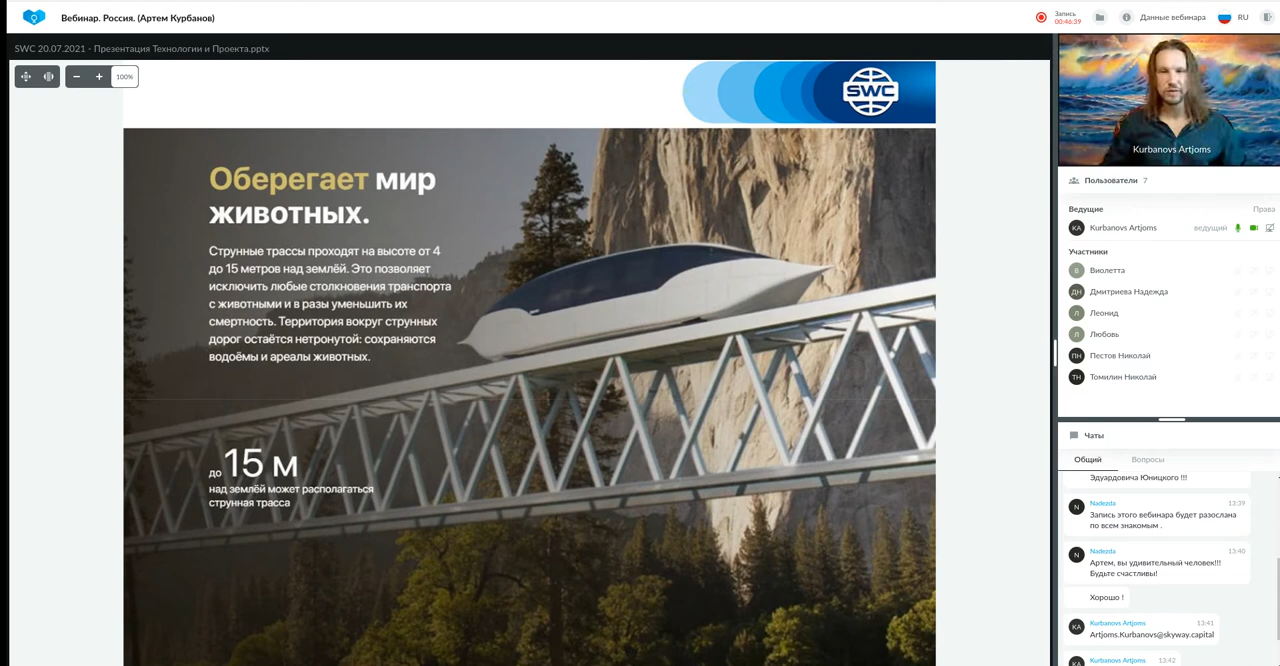 Вебинар. Россия. (Артем Курбанов)
Запись
00:46:39
Данные вебинара
RU
SWC 20.07.2021 - Презентация Технологии и Проекта.pptx
100%
SWC
Оберегает мир
животных.
Струнные трассы проходят на высоте от 4
до 15 метров над землёй. Это позволяет
исключить любые столкновения транспорта
с животными и в разы уменьшить их
смертность. Территория вокруг струнных
дорог остаётся нетронутой: сохраняются
водоёмы и ареалы животных.
до 15 м
над землёй может располагаться
струнная трасса
Kurbanovs Artjoms
Пользователи 7
Ведущие Права
KA Kurbanovs Artjoms ведущий
Участники
В Виолетта
ДН Дмитриева Надежда
Л Леонид
Л Любовь
ПН Пестов Николай
ТН Томилин Николай
Чаты
Общий Вопросы
Эдуардовича Юницкого !!!
N Nadezda 13:39
Запись этого вебинара будет разослана
по всем знакомым .
N Nadezda 13:40
Артем, вы удивительный человек!!!
Будьте счастливы!
Хорошо !
KA Kurbanovs Artjoms 13:41
Artjoms.Kurbanovs@skyway.capital
KA Kurbanovs Artjoms 13:42